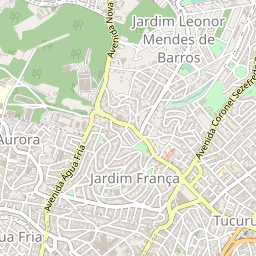 Jardim Leonor
Mendes de
Barros
Avenida Nova
Avenida Coronel Sezefredo
Aurora
Avenida Água Fria
Jardim França
Tucuru
ua Fria